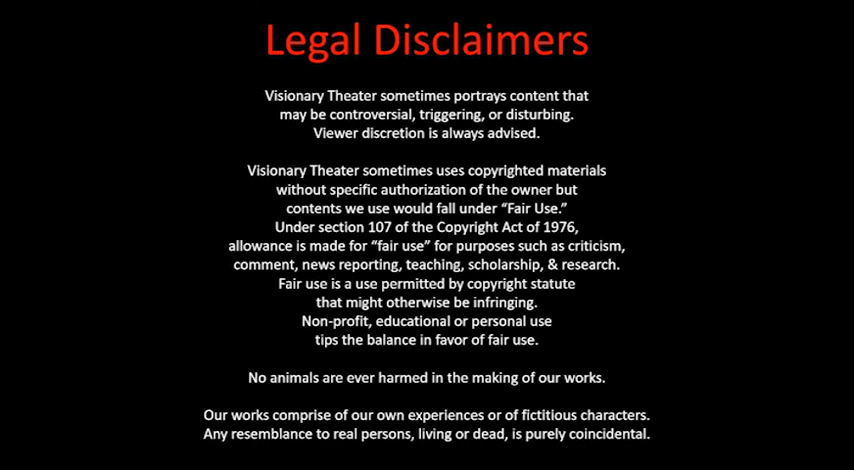 Legal Disclaimers
Visionary Theater sometimes portrays content that
may be controversial, triggering, or disturbing.
Viewer discretion is always advised.
Visionary Theater sometimes uses copyrighted materials
without specific authorization of the owner but
contents we use would fall under “Fair Use.”
Under section 107 of the Copyright Act of 1976,
allowance is made for “fair use” for purposes such as criticism,
comment, news reporting, teaching, scholarship, & research.
Fair use is a use permitted by copyright statute
that might otherwise be infringing.
Non-profit, educational or personal use
tips the balance in favor of fair use.
No animals are ever harmed in the making of our works.
Our works comprise of our own experiences or of fictitious characters.
Any resemblance to real persons, living or dead, is purely coincidental.